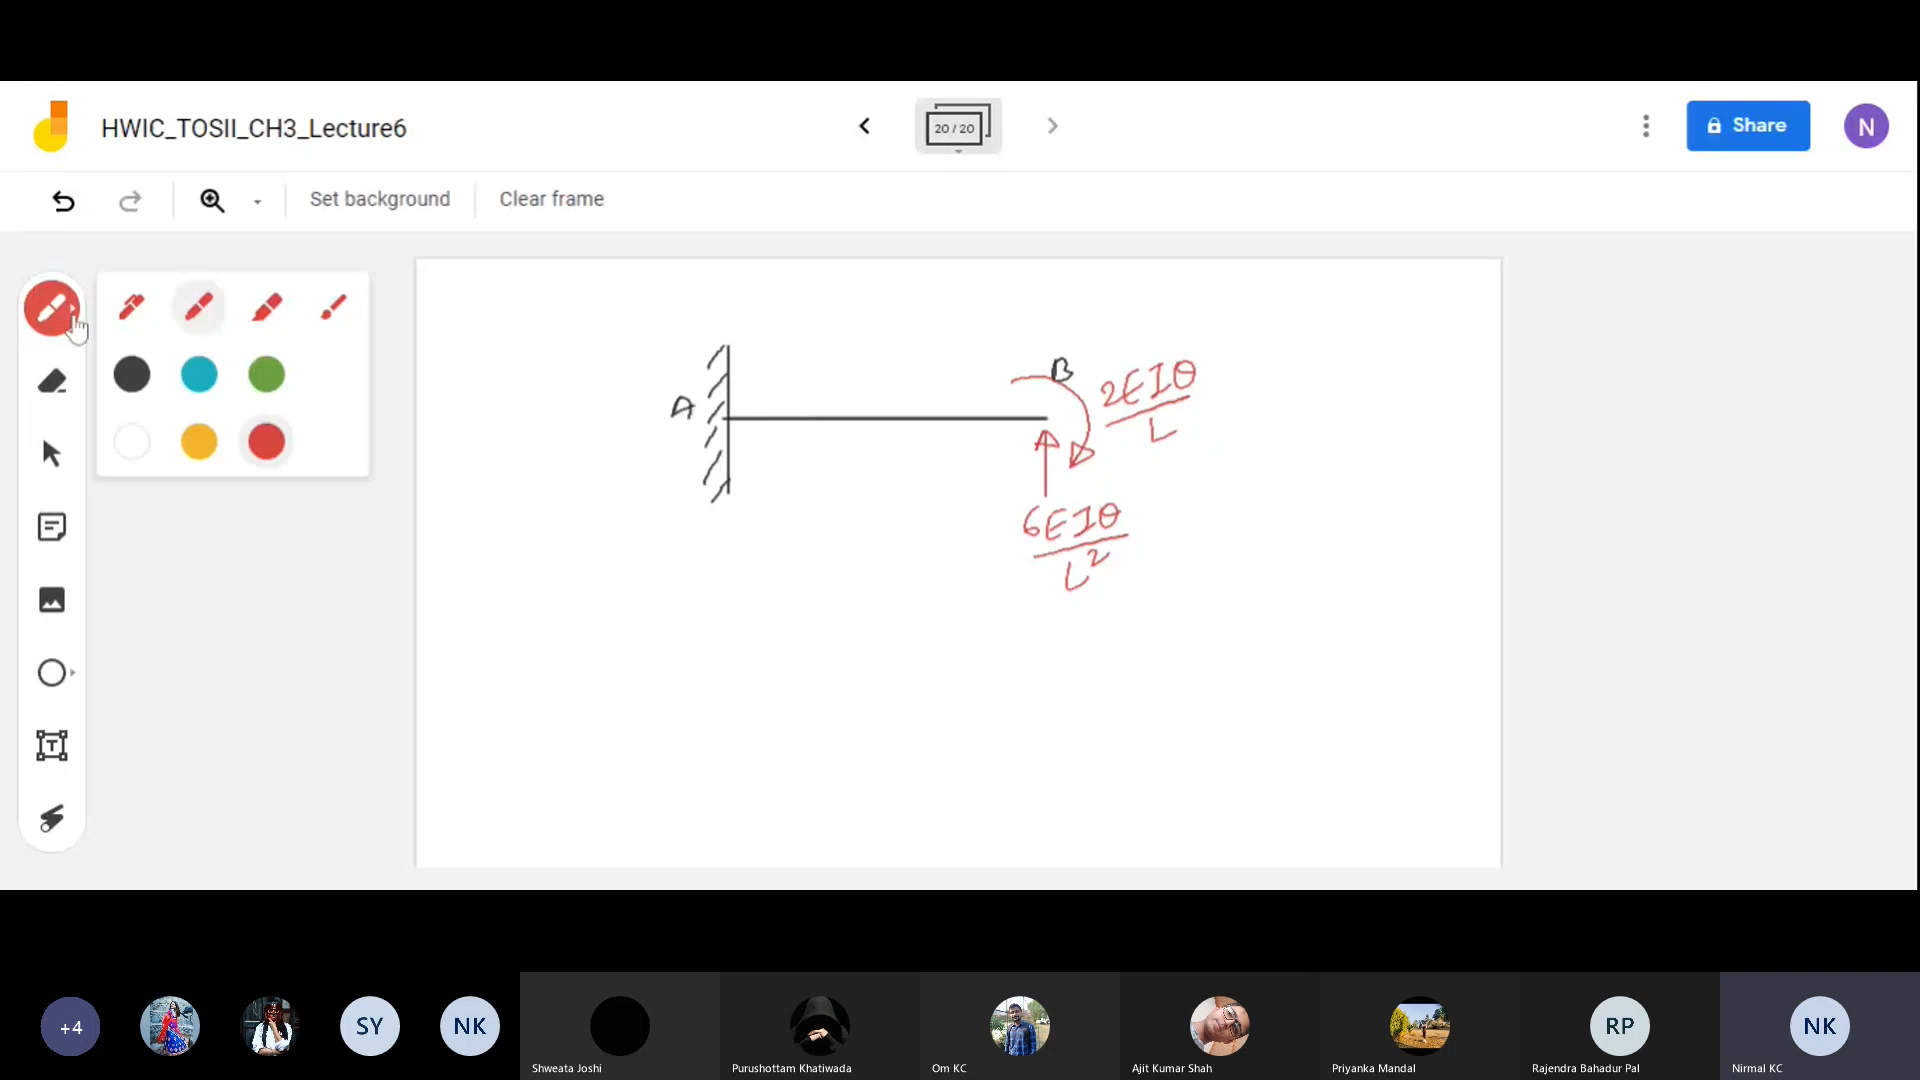 HWIC_TOSII_CH3_Lecture6
20 / 20
Share
N
Set background
Clear frame
A
B
2EIθ
L
6EIθ
L²
+4
SY
NK
RP
NK
Shweata Joshi
Purushottam Khatiwada
Om KC
Ajit Kumar Shah
Priyanka Mandal
Rajendra Bahadur Pal
Nirmal KC